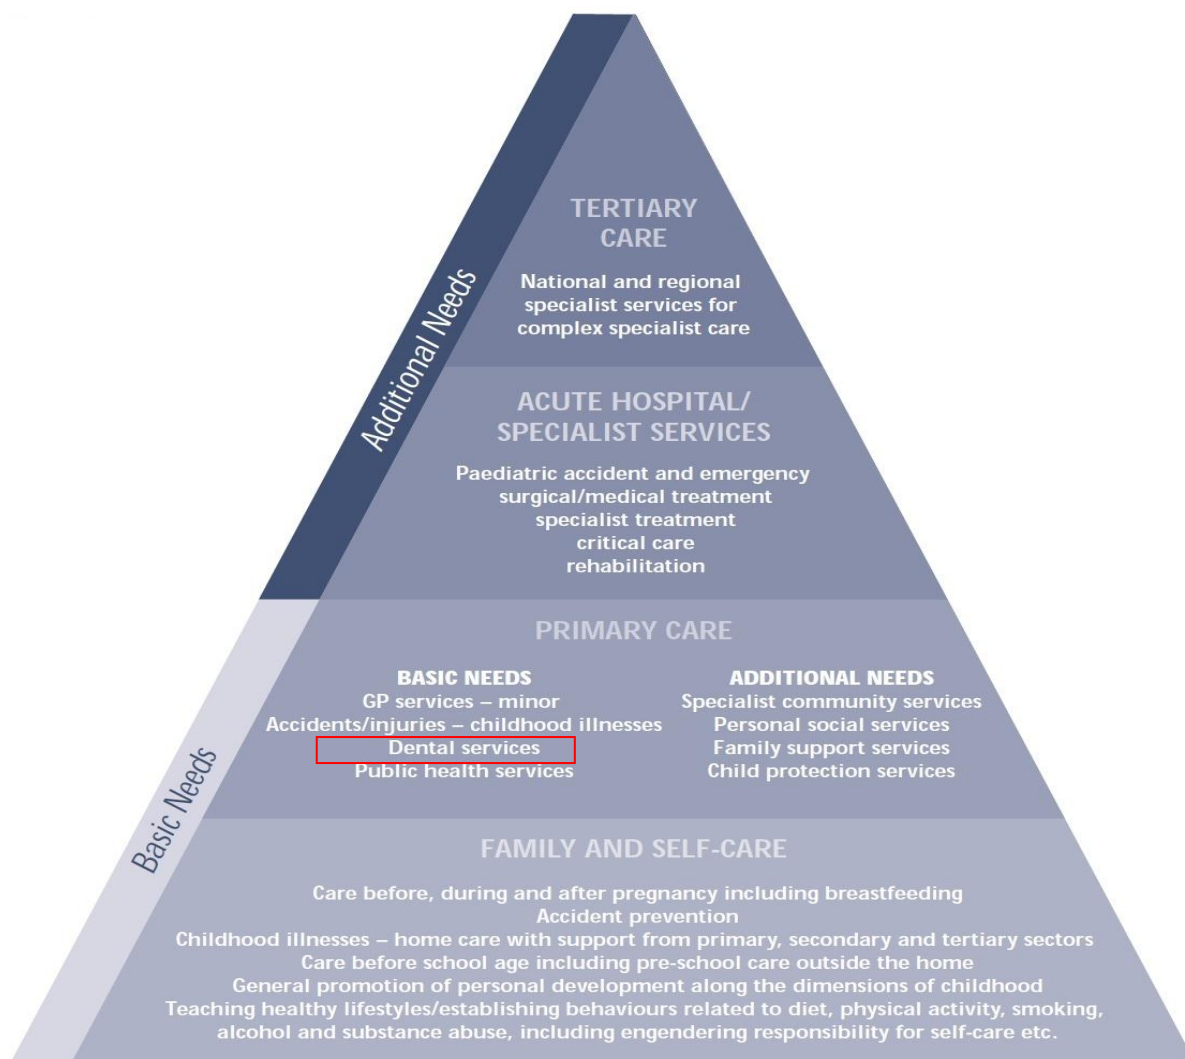 Additional Needs
TERTIARY
CARE
National and regional
specialist services for
complex specialist care
ACUTE HOSPITAL/
SPECIALIST SERVICES
Paediatric accident and emergency
surgical/medical treatment
specialist treatment
critical care
rehabilitation
Basic Needs
PRIMARY CARE
BASIC NEEDS
GP services – minor
Accidents/injuries – childhood illnesses
Dental services
Public health services
ADDITIONAL NEEDS
Specialist community services
Personal social services
Family support services
Child protection services
FAMILY AND SELF-CARE
Care before, during and after pregnancy including breastfeeding
Accident prevention
Childhood illnesses – home care with support from primary, secondary and tertiary sectors
Care before school age including pre-school care outside the home
General promotion of personal development along the dimensions of childhood
Teaching healthy lifestyles/establishing behaviours related to diet, physical activity, smoking,
alcohol and substance abuse, including engendering responsibility for self-care etc.